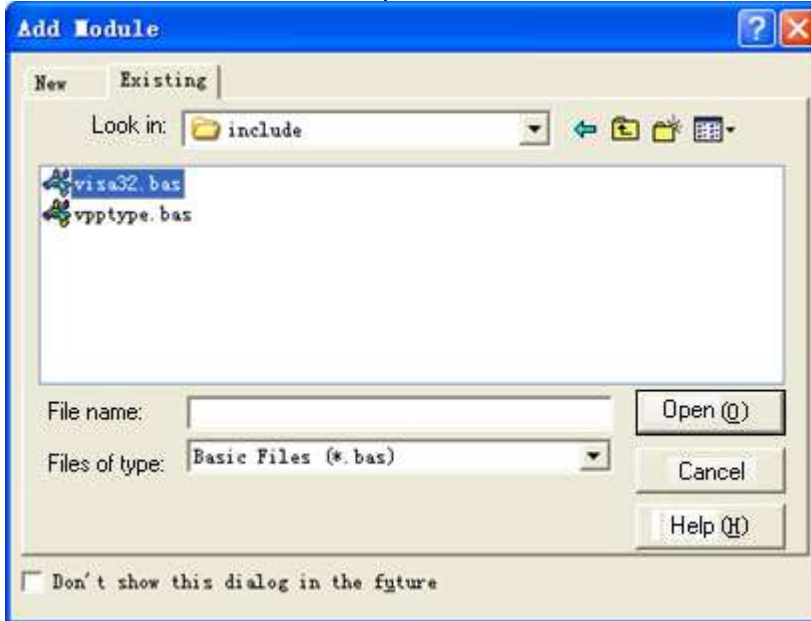 Add Module
New Existing
Look in: include
visa32.bas
vpptype.bas
File name:
Open (O)
Files of type: Basic Files (*.bas)
Cancel
Help (H)
Don't show this dialog in the future